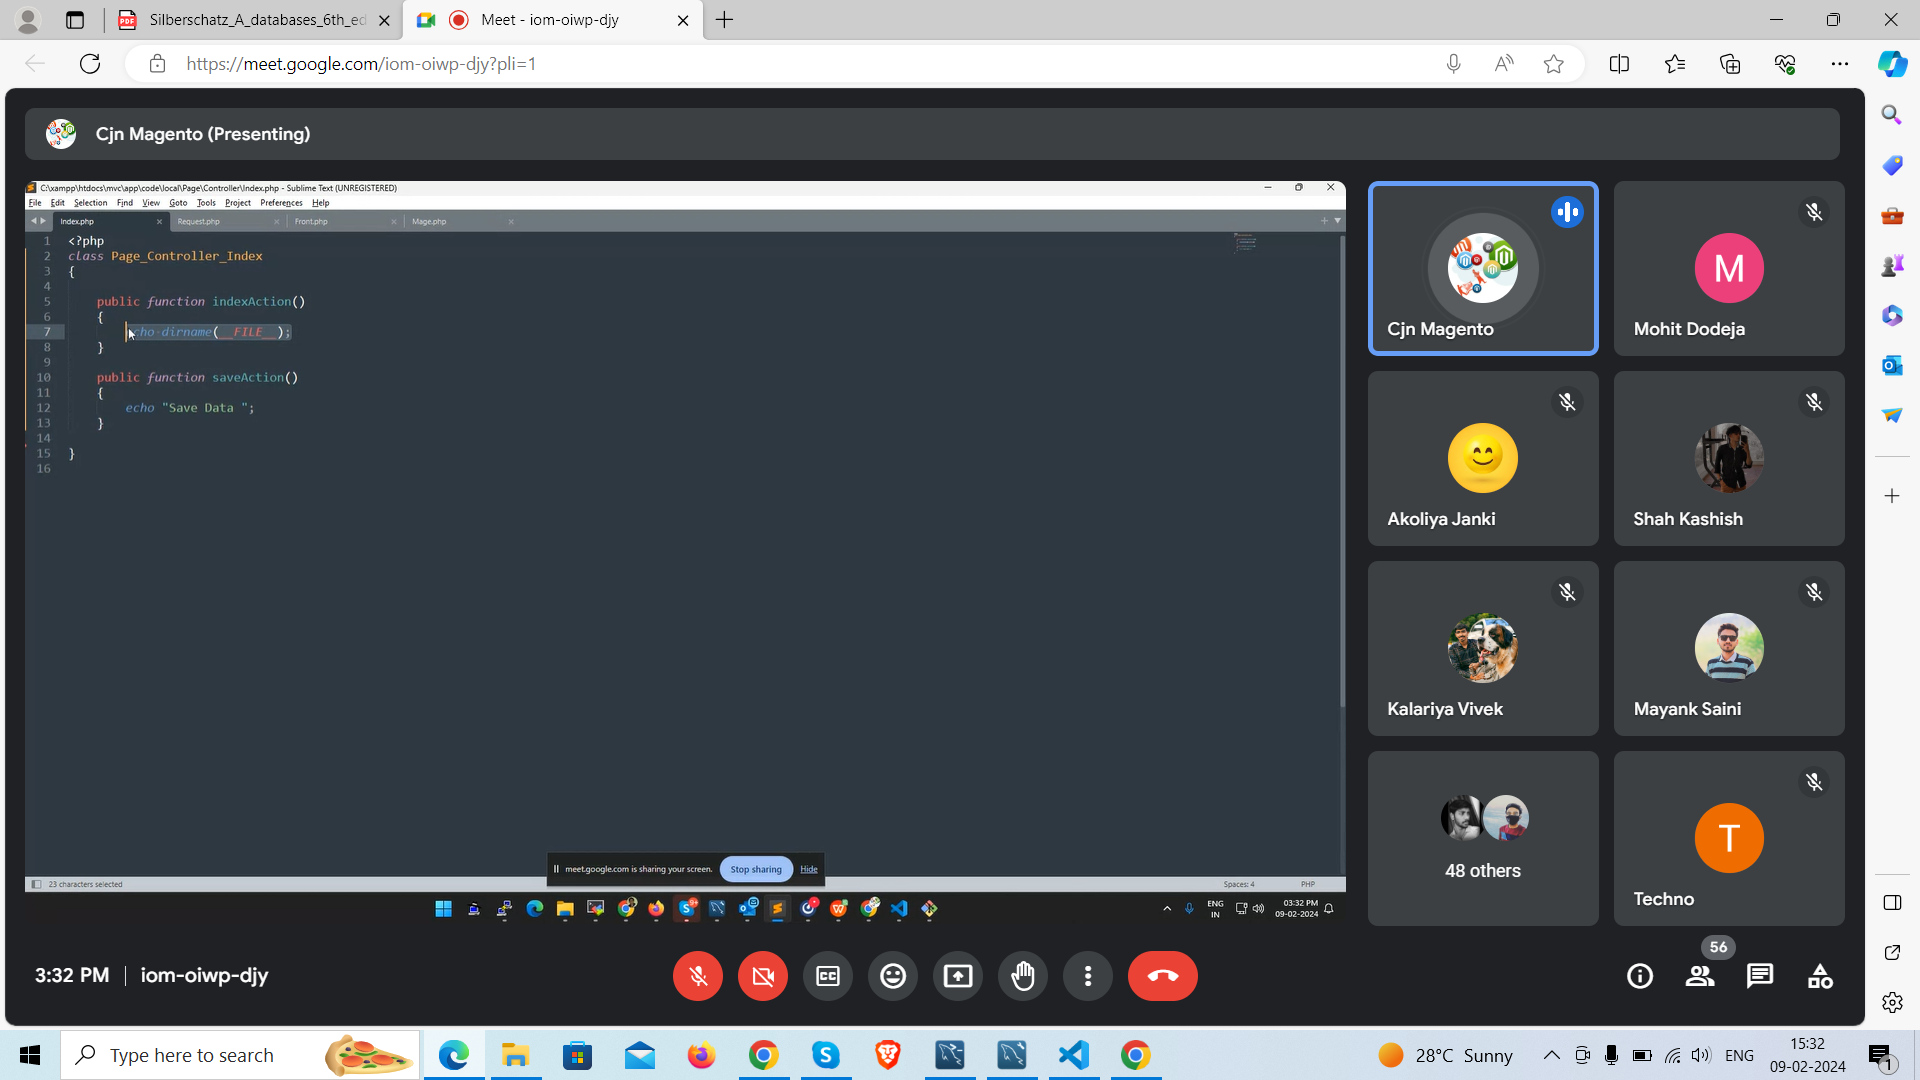 Silberschatz_A_databases_6th_ed
Meet - iom-oiwp-djy
https://meet.google.com/iom-oiwp-djy?pli=1
Cjn Magento (Presenting)
C:\xampp\htdocs\mvc\app\code\local\Page\Controller\Index.php - Sublime Text (UNREGISTERED)
File Edit Selection Find View Goto Tools Project Preferences Help
Index.php Request.php Front.php Mage.php
1 <?php
2 class Page_Controller_Index
3 {
4
5 public function indexAction()
6 {
7 echo dirname(__FILE__);
8 }
9
10 public function saveAction()
11 {
12 echo "Save Data ";
13 }
14
15 }
16
meet.google.com is sharing your screen. Stop sharing Hide
23 characters selected Spaces: 4 PHP
ENG
IN
03:32 PM
09-02-2024
Cjn Magento
M
Mohit Dodeja
Akoliya Janki
Shah Kashish
Kalariya Vivek
Mayank Saini
48 others
T
Techno
3:32 PM iom-oiwp-djy
56
Type here to search
28°C Sunny
ENG
15:32
09-02-2024
1